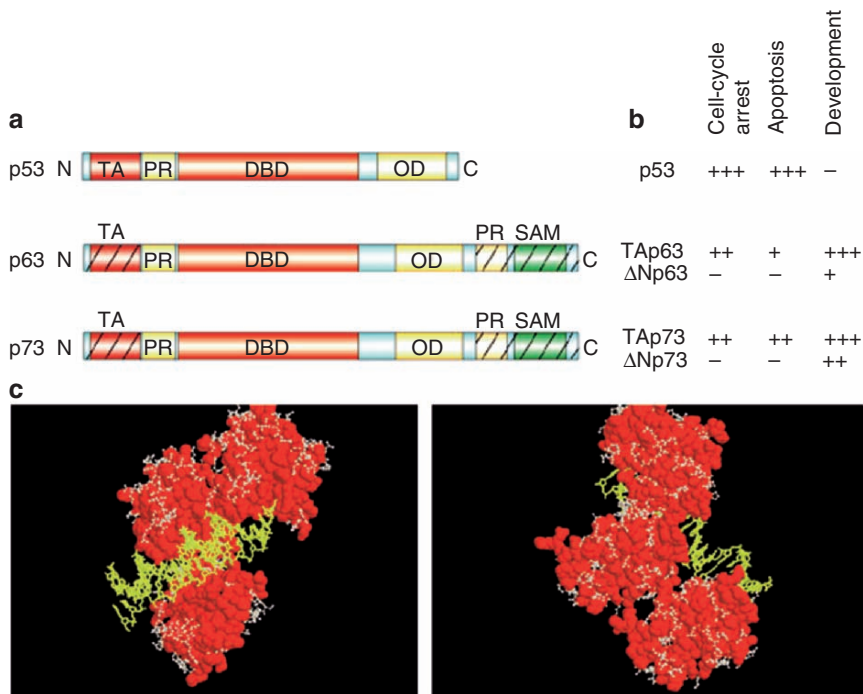 a
p53 N TA PR DBD OD C
TA PR SAM
p63 N PR DBD OD C
TA PR SAM
p73 N PR DBD OD C
b
Cell-cycle
arrest
Apoptosis
Development
p53 +++ +++ –
TAp63 ++ + +++
ΔNp63 – – +
TAp73 ++ ++ +++
ΔNp73 – – ++
c